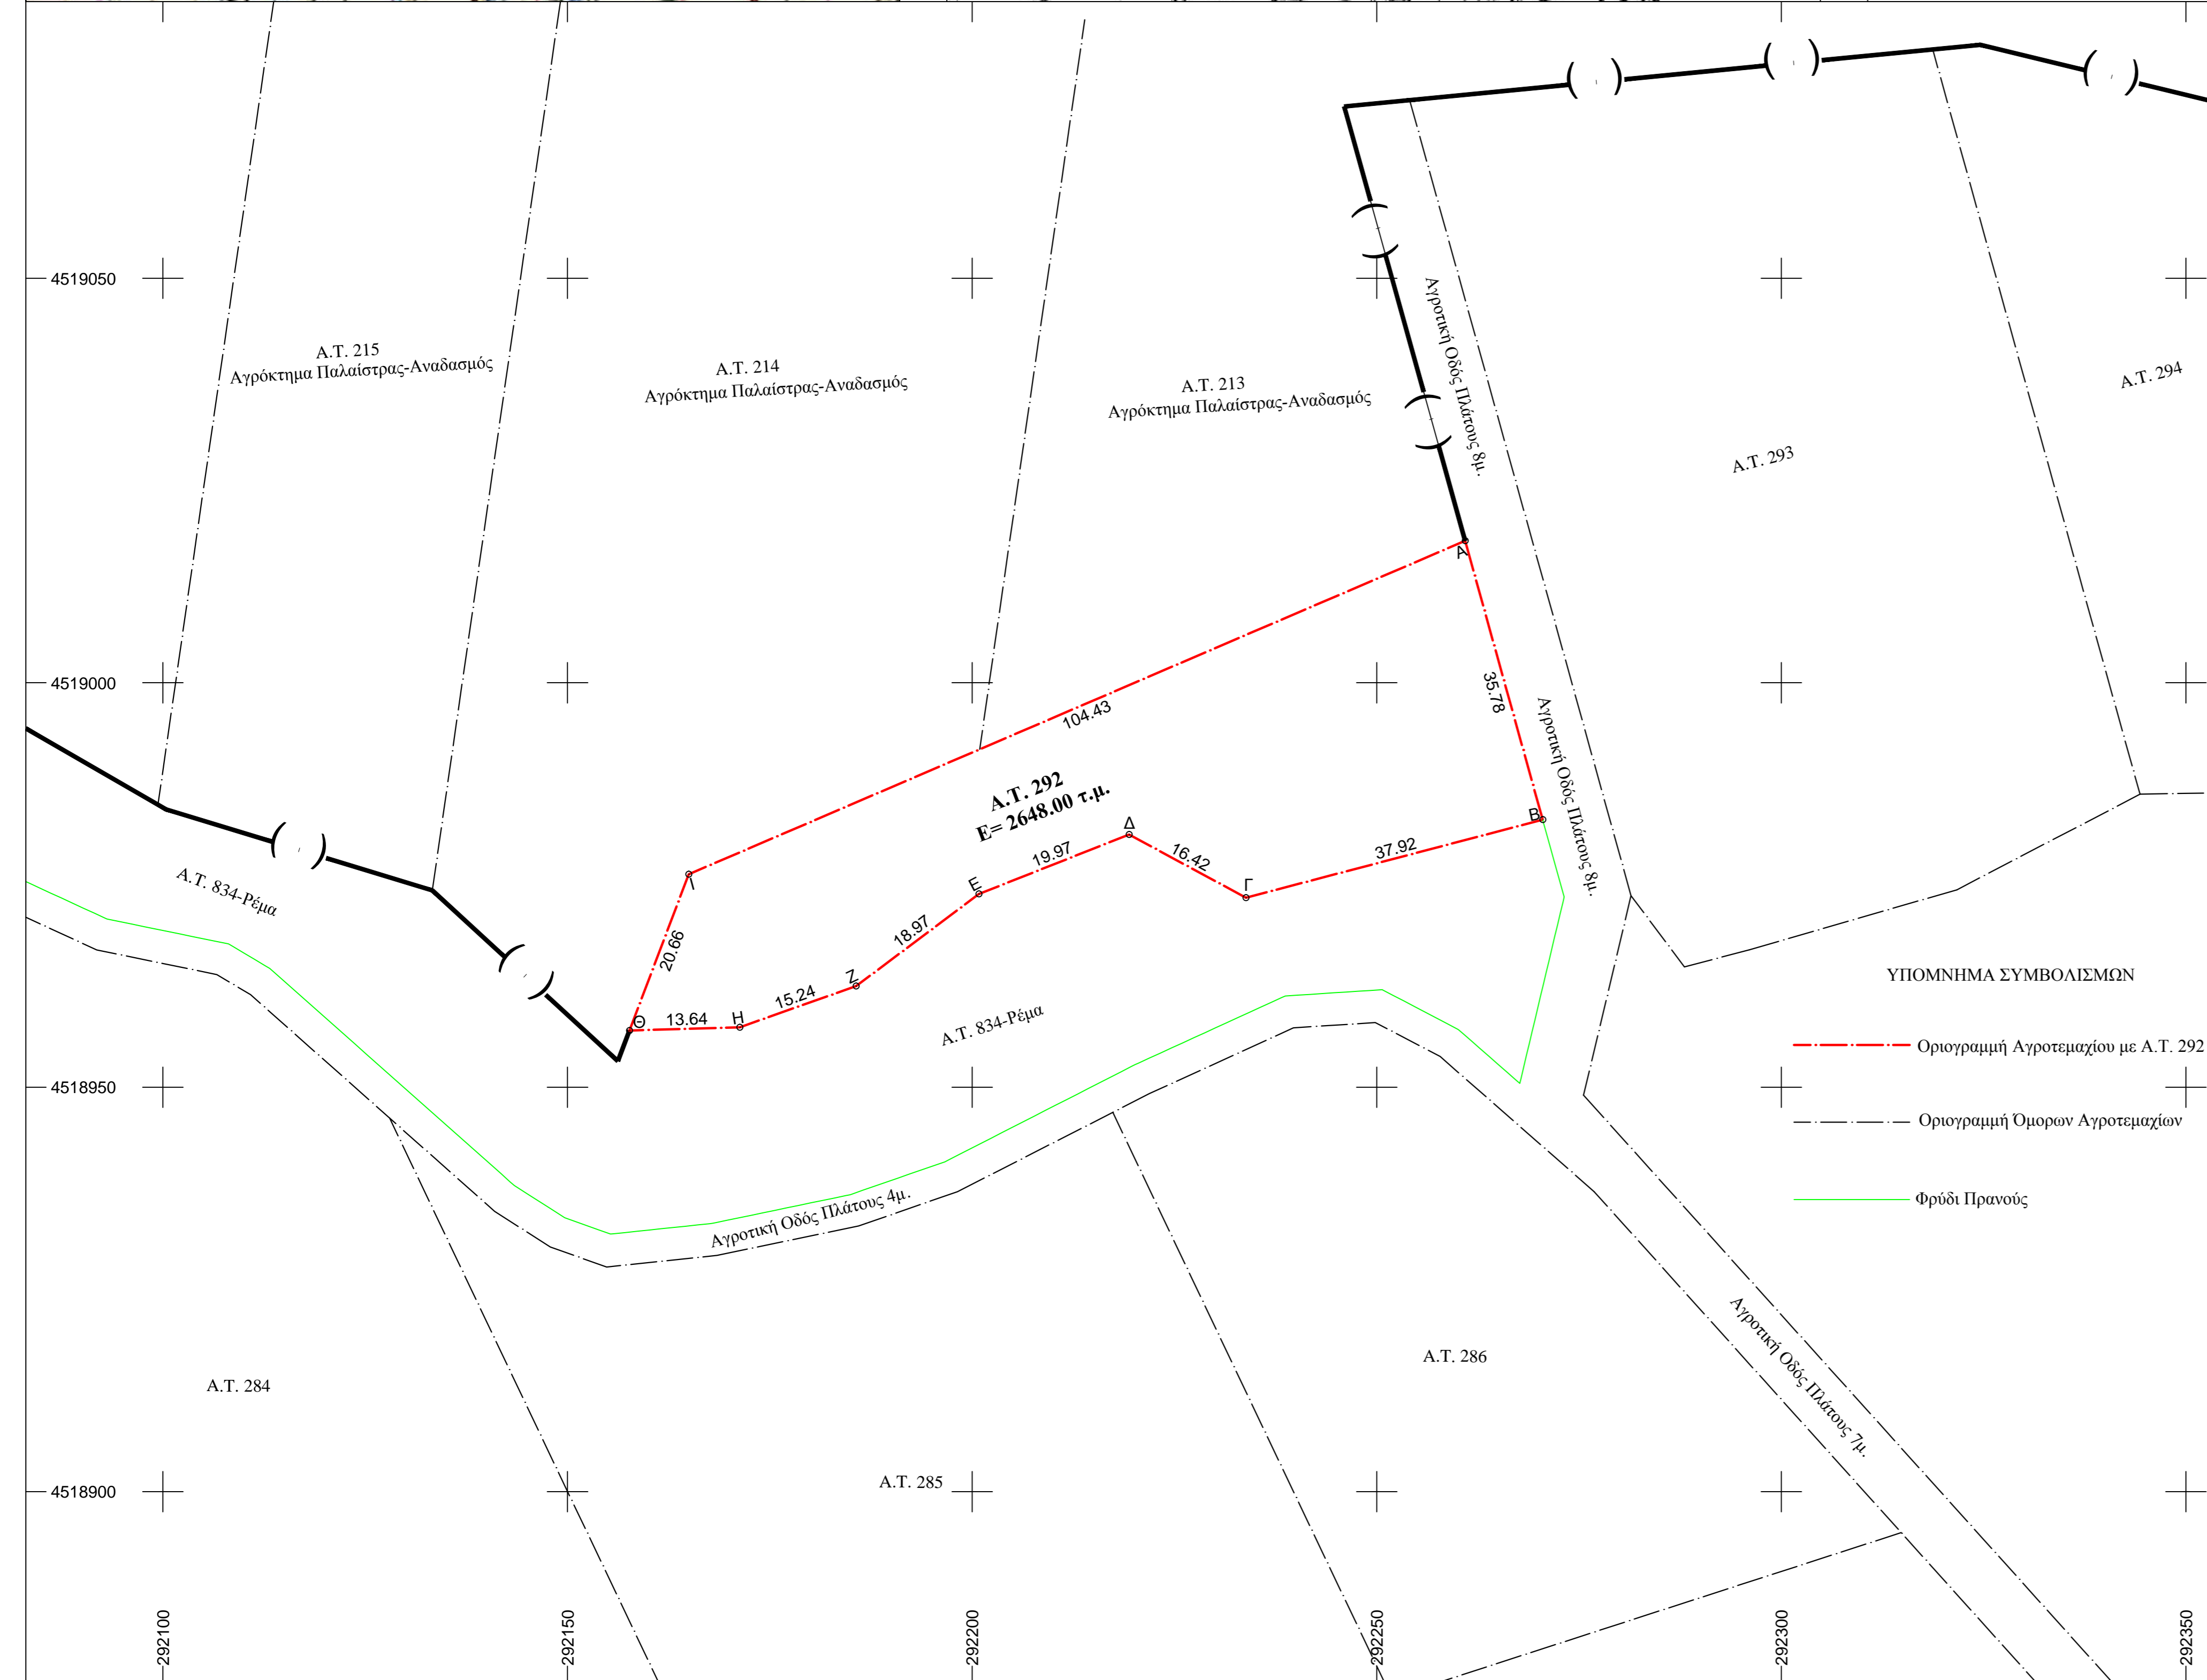 4519050
4519000
4518950
4518900
292100
292150
292200
292250
292300
292350
Α.Τ. 215
Αγρόκτημα Παλαίστρας-Αναδασμός
Α.Τ. 214
Αγρόκτημα Παλαίστρας-Αναδασμός
Α.Τ. 213
Αγρόκτημα Παλαίστρας-Αναδασμός
Αγροτική Οδός Πλάτους 8μ.
Α.Τ. 293
Α.Τ. 294
Α
35.78
104.43
Αγροτική Οδός Πλάτους 8μ.
Α.Τ. 292
Ε= 2648.00 τ.μ.
Β
37.92
Γ
16.42
Δ
19.97
Ε
18.97
Ζ
15.24
Η
13.64
Θ
20.66
Ι
Α.Τ. 834-Ρέμα
Α.Τ. 834-Ρέμα
Αγροτική Οδός Πλάτους 4μ.
Αγροτική Οδός Πλάτους 7μ.
Α.Τ. 284
Α.Τ. 285
Α.Τ. 286
ΥΠΟΜΝΗΜΑ ΣΥΜΒΟΛΙΣΜΩΝ
Οριογραμμή Αγροτεμαχίου με Α.Τ. 292
Οριογραμμή Όμορων Αγροτεμαχίων
Φρύδι Πρανούς